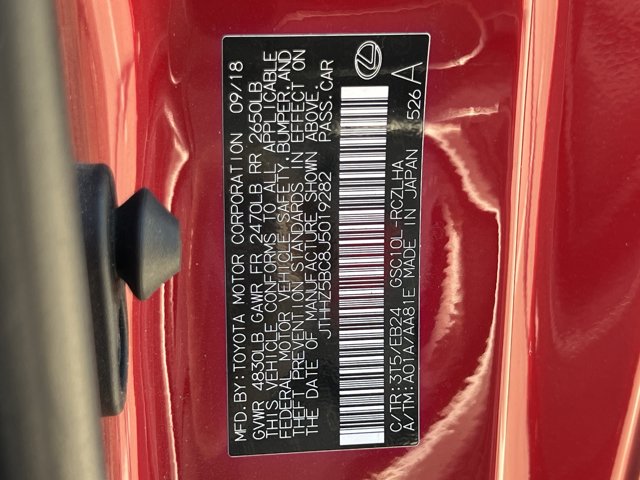 MFD.BY:TOYOTA MOTOR CORPORATION 09/18
GVWR 4830LB GAWR FR 2470LB RR 2650LB
THIS VEHICLE CONFORMS TO ALL APPLICABLE
FEDERAL MOTOR VEHICLE SAFETY,BUMPER,AND
THEFT PREVENTION STANDARDS IN EFFECT ON
THE DATE OF MANUFACTURE SHOWN ABOVE.
JTHHZ5BC8J5019282 PASS.CAR
C/TR:3T5/EB24 GSC10L-RCZLHA 526 A
A/TM:A01A/AA81E MADE IN JAPAN